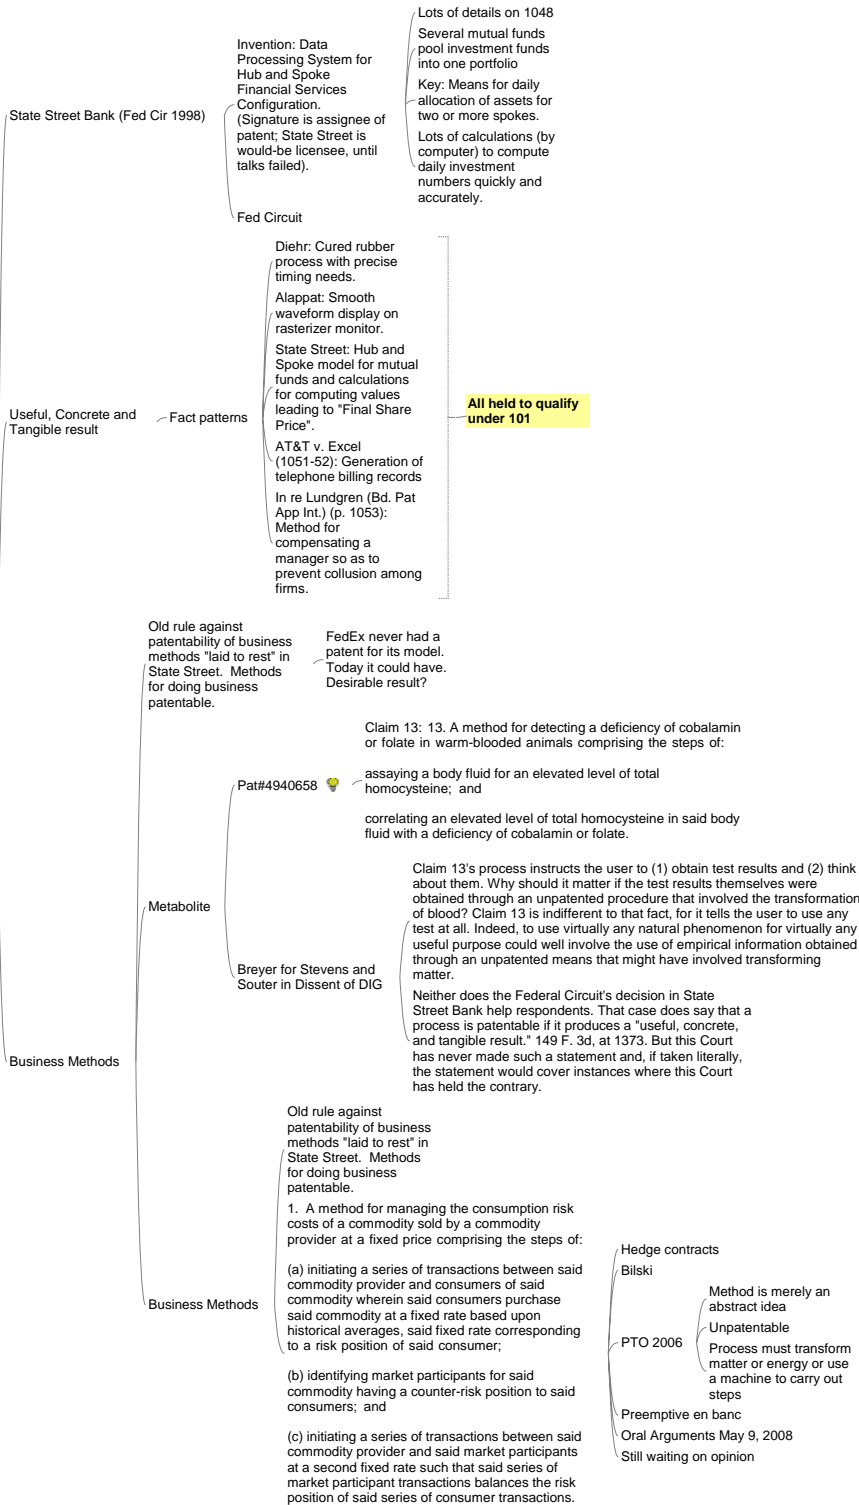 State Street Bank (Fed Cir 1998)
Invention: Data
Processing System for
Hub and Spoke
Financial Services
Configuration.
(Signature is assignee of
patent; State Street is
would-be licensee, until
talks failed).
Lots of details on 1048
Several mutual funds
pool investment funds
into one portfolio
Key: Means for daily
allocation of assets for
two or more spokes.
Lots of calculations (by
computer) to compute
daily investment
numbers quickly and
accurately.
Fed Circuit
Useful, Concrete and
Tangible result
Fact patterns
Diehr: Cured rubber
process with precise
timing needs.
Alappat: Smooth
waveform display on
rasterizer monitor.
State Street: Hub and
Spoke model for mutual
funds and calculations
for computing values
leading to "Final Share
Price".
AT&T v. Excel
(1051-52): Generation of
telephone billing records
In re Lundgren (Bd. Pat
App Int.) (p. 1053):
Method for
compensating a
manager so as to
prevent collusion among
firms.
All held to qualify
under 101
Business Methods
Old rule against
patentability of business
methods "laid to rest" in
State Street.  Methods
for doing business
patentable.
FedEx never had a
patent for its model.
Today it could have.
Desirable result?
Metabolite
Pat#4940658
Claim 13: 13. A method for detecting a deficiency of cobalamin
or folate in warm-blooded animals comprising the steps of:
assaying a body fluid for an elevated level of total
homocysteine; and
correlating an elevated level of total homocysteine in said body
fluid with a deficiency of cobalamin or folate.
Breyer for Stevens and
Souter in Dissent of DIG
Claim 13's process instructs the user to (1) obtain test results and (2) think
about them. Why should it matter if the test results themselves were
obtained through an unpatented procedure that involved the transformation
of blood? Claim 13 is indifferent to that fact, for it tells the user to use any
test at all. Indeed, to use virtually any natural phenomenon for virtually any
useful purpose could well involve the use of empirical information obtained
through an unpatented means that might have involved transforming
matter.
Neither does the Federal Circuit's decision in State
Street Bank help respondents. That case does say that a
process is patentable if it produces a "useful, concrete,
and tangible result." 149 F. 3d, at 1373. But this Court
has never made such a statement and, if taken literally,
the statement would cover instances where this Court
has held the contrary.
Business Methods
Old rule against
patentability of business
methods "laid to rest" in
State Street.  Methods
for doing business
patentable.
1.  A method for managing the consumption risk
costs of a commodity sold by a commodity
provider at a fixed price comprising the steps of:
(a) initiating a series of transactions between said
commodity provider and consumers of said
commodity wherein said consumers purchase
said commodity at a fixed rate based upon
historical averages, said fixed rate corresponding
to a risk position of said consumer;
(b) identifying market participants for said
commodity having a counter-risk position to said
consumers; and
(c) initiating a series of transactions between said
commodity provider and said market participants
at a second fixed rate such that said series of
market participant transactions balances the risk
position of said series of consumer transactions.
Hedge contracts
Bilski
PTO 2006
Method is merely an
abstract idea
Unpatentable
Process must transform
matter or energy or use
a machine to carry out
steps
Preemptive en banc
Oral Arguments May 9, 2008
Still waiting on opinion